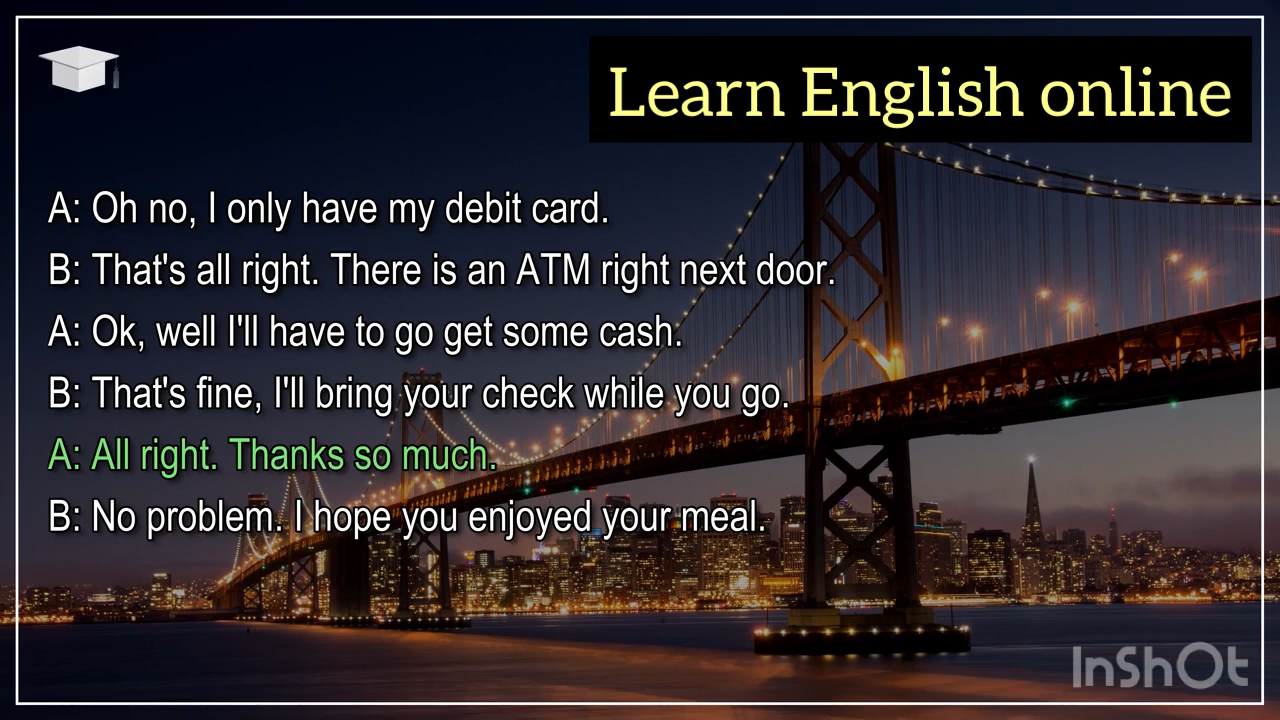 Learn English online
A: Oh no, I only have my debit card.
B: That's all right. There is an ATM right next door.
A: Ok, well I'll have to go get some cash.
B: That's fine, I'll bring your check while you go.
A: All right. Thanks so much.
B: No problem. I hope you enjoyed your meal.
InShOt